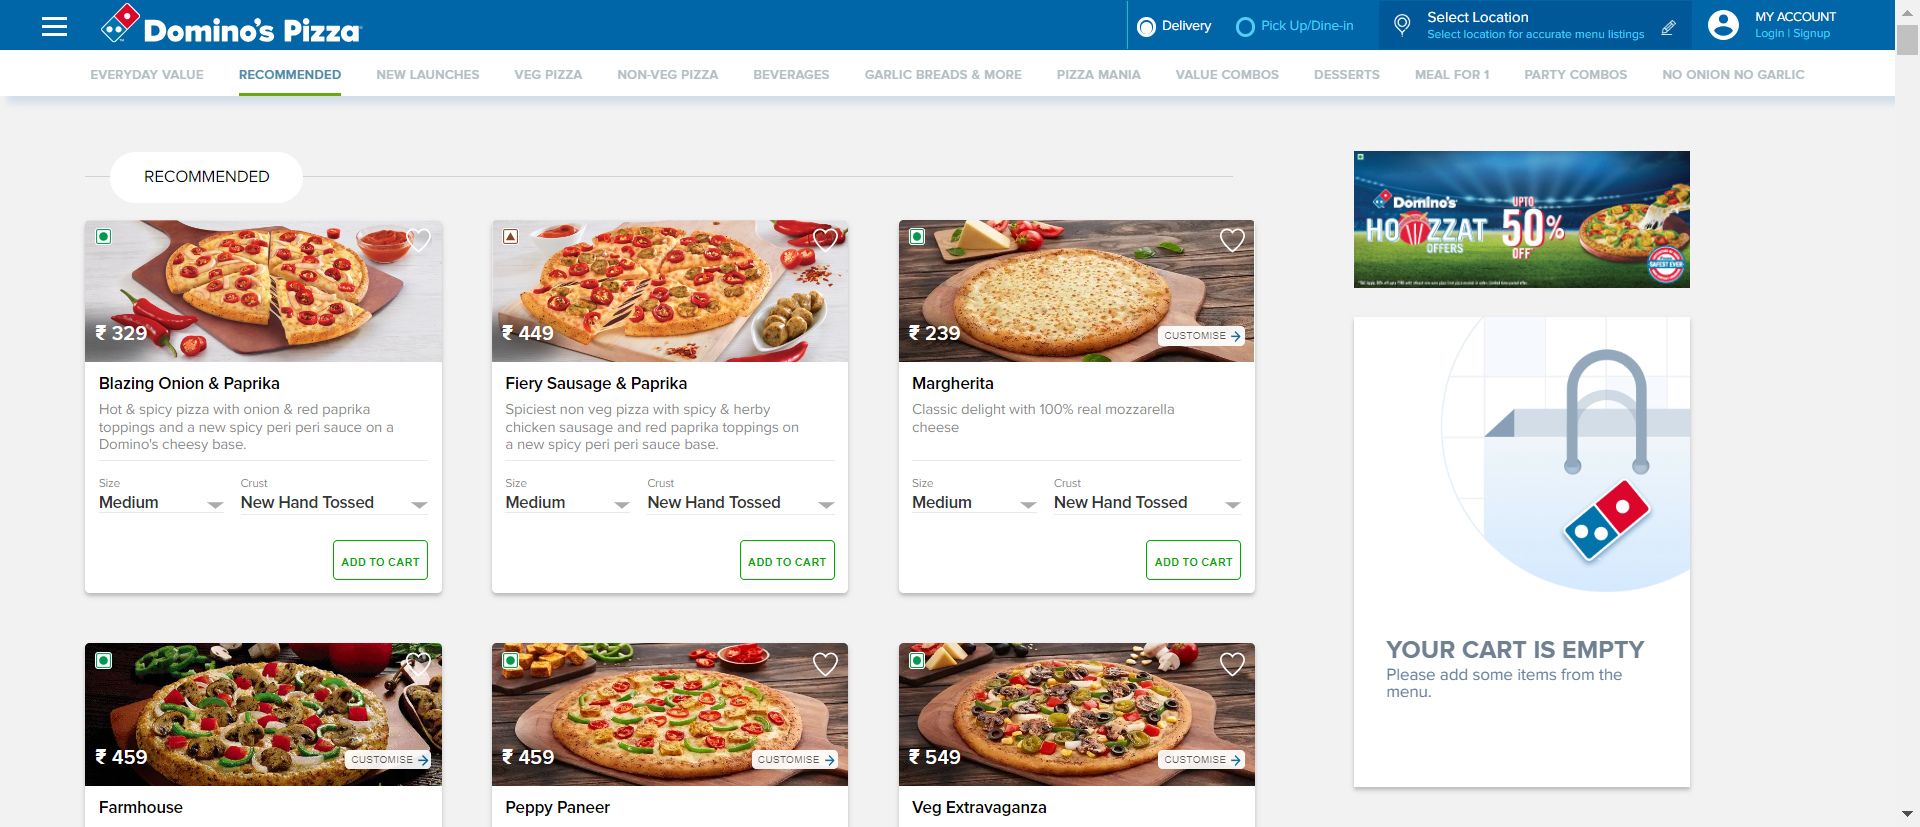 Domino's Pizza
Delivery
Pick Up/Dine-in
Select Location
Select location for accurate menu listings
MY ACCOUNT
Login | Signup
EVERYDAY VALUE
RECOMMENDED
NEW LAUNCHES
VEG PIZZA
NON-VEG PIZZA
BEVERAGES
GARLIC BREADS & MORE
PIZZA MANIA
VALUE COMBOS
DESSERTS
MEAL FOR 1
PARTY COMBOS
NO ONION NO GARLIC
RECOMMENDED
₹ 329
Blazing Onion & Paprika
Hot & spicy pizza with onion & red paprika
toppings and a new spicy peri peri sauce on a
Domino's cheesy base.
Size
Medium
Crust
New Hand Tossed
ADD TO CART
₹ 449
Fiery Sausage & Paprika
Spiciest non veg pizza with spicy & herby
chicken sausage and red paprika toppings on
a new spicy peri peri sauce base.
Size
Medium
Crust
New Hand Tossed
ADD TO CART
₹ 239
CUSTOMISE
Margherita
Classic delight with 100% real mozzarella
cheese
Size
Medium
Crust
New Hand Tossed
ADD TO CART
₹ 459
CUSTOMISE
Farmhouse
₹ 459
CUSTOMISE
Peppy Paneer
₹ 549
CUSTOMISE
Veg Extravaganza
Domino's
HOWZZAT
OFFERS
UPTO
50%
OFF
SAFEST EVER
YOUR CART IS EMPTY
Please add some items from the
menu.